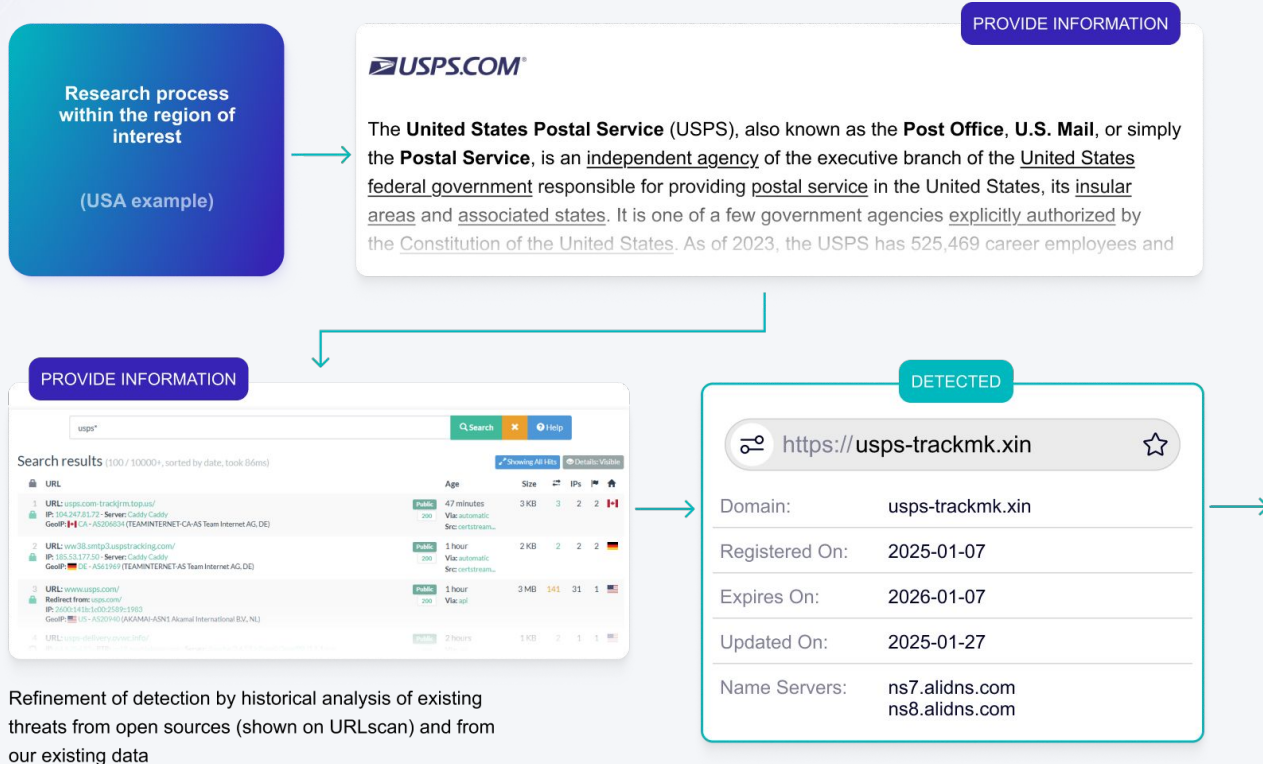 Research process
within the region of
interest
(USA example)
PROVIDE INFORMATION
USPS.COM®
The United States Postal Service (USPS), also known as the Post Office, U.S. Mail, or simply
the Postal Service, is an independent agency of the executive branch of the United States
federal government responsible for providing postal service in the United States, its insular
areas and associated states. It is one of a few government agencies explicitly authorized by
the Constitution of the United States. As of 2023, the USPS has 525,469 career employees and
PROVIDE INFORMATION
usps*
Search
Help
Search results (100 / 10000+, sorted by date, took 86ms)
Showing All Hits
Details: Visible
URL Age Size IPs
1 URL: usps.com-trackjrm.top.us/ Public 47 minutes 3 KB 3 2 2
IP: 104.247.81.72 - Server: Caddy Caddy 200 Via: automatic
GeoIP: CA - AS206834 (TEAMINTERNET-CA-AS Team Internet AG, DE) Src: certstream...
2 URL: ww38.smtp3.uspstracking.com/ Public 1 hour 2 KB 2 2 2
IP: 185.53.177.50 - Server: Caddy Caddy 200 Via: automatic
GeoIP: DE - AS61969 (TEAMINTERNET-AS Team Internet AG, DE) Src: certstream...
3 URL: www.usps.com/ Public 1 hour 3 MB 141 31 1
Redirect from: usps.com/ 200 Via: api
GeoIP: US - AS20940 (AKAMAI-ASN1 Akamai International B.V., NL)
4 URL: Public 2 hours 1 KB 2 1 1
Refinement of detection by historical analysis of existing
threats from open sources (shown on URLscan) and from
our existing data
DETECTED
https://usps-trackmk.xin
Domain: usps-trackmk.xin
Registered On: 2025-01-07
Expires On: 2026-01-07
Updated On: 2025-01-27
Name Servers: ns7.alidns.com
ns8.alidns.com